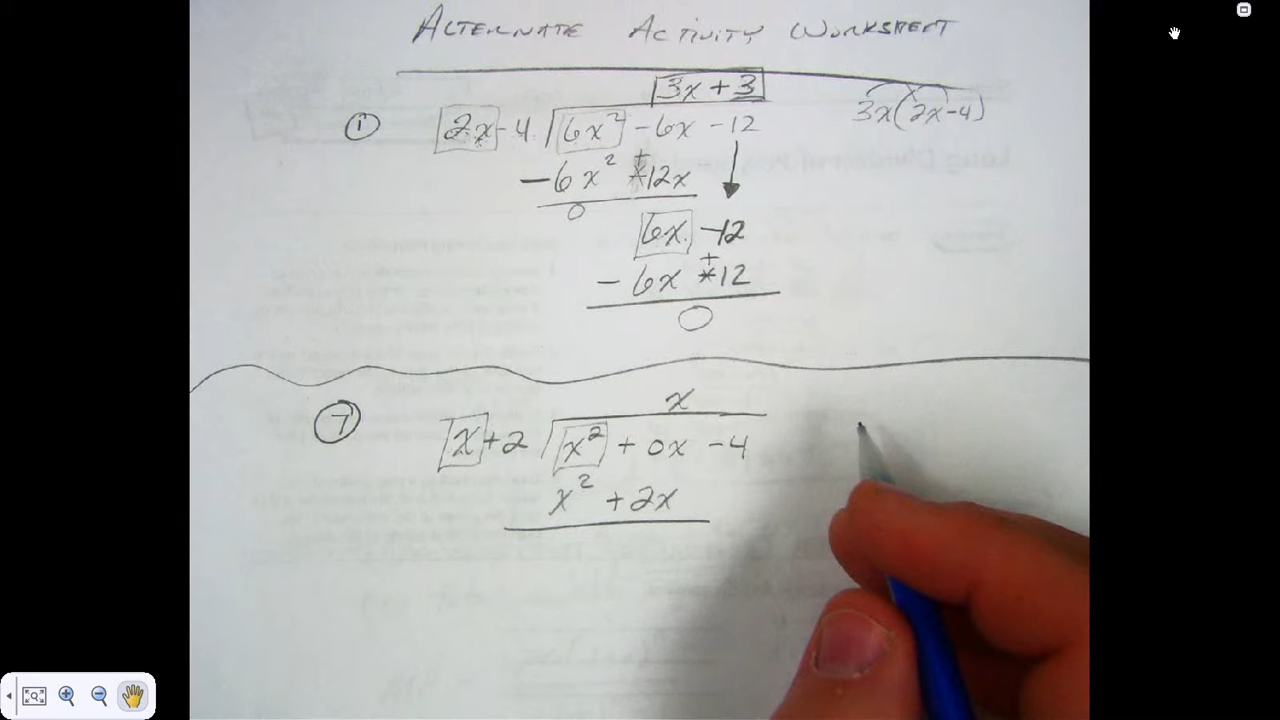 ALTERNATE ACTIVITY WORKSHEET
3x + 3
① 2x - 4 √ 6x² - 6x - 12 3x(2x-4)
- 6x² + 12x
0
6x - 12
- 6x + 12
0
x
⑦ x + 2 √ x² + 0x - 4
x² + 2x